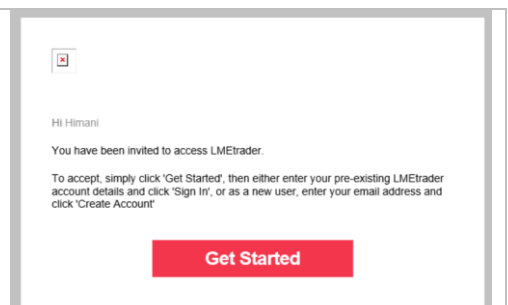 Hi Himani
You have been invited to access LMEtrader.
To accept, simply click 'Get Started', then either enter your pre-existing LMEtrader
account details and click 'Sign In', or as a new user, enter your email address and
click 'Create Account'
Get Started